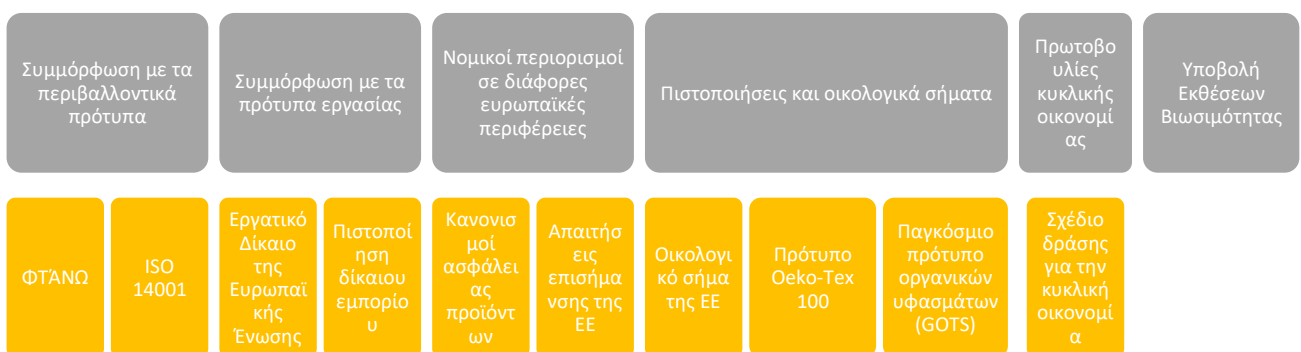 Συμμόρφωση με τα
περιβαλλοντικά
πρότυπα
Συμμόρφωση με τα
πρότυπα εργασίας
Νομικοί περιορισμοί
σε διάφορες
ευρωπαϊκές
περιφέρειες
Πιστοποιήσεις και οικολογικά σήματα
Πρωτοβο
υλίες
κυκλικής
οικονομί
ας
Υποβολή
Εκθέσεων
Βιωσιμότητας
ΦΤΆΝΩ
ISO
14001
Εργατικό
Δίκαιο
της
Ευρωπαϊ
κής
Ένωσης
Πιστοποί
ηση
δίκαιου
εμπορίο
υ
Κανονισ
μοί
ασφάλει
ας
προϊόντ
ων
Απαιτήσ
εις
επισήμα
νσης της
ΕΕ
Οικολογι
κό σήμα
της ΕΕ
Πρότυπο
Oeko-Tex
100
Παγκόσμιο
πρότυπο
οργανικών
υφασμάτων
(GOTS)
Σχέδιο
δράσης
για την
κυκλική
οικονομί
α